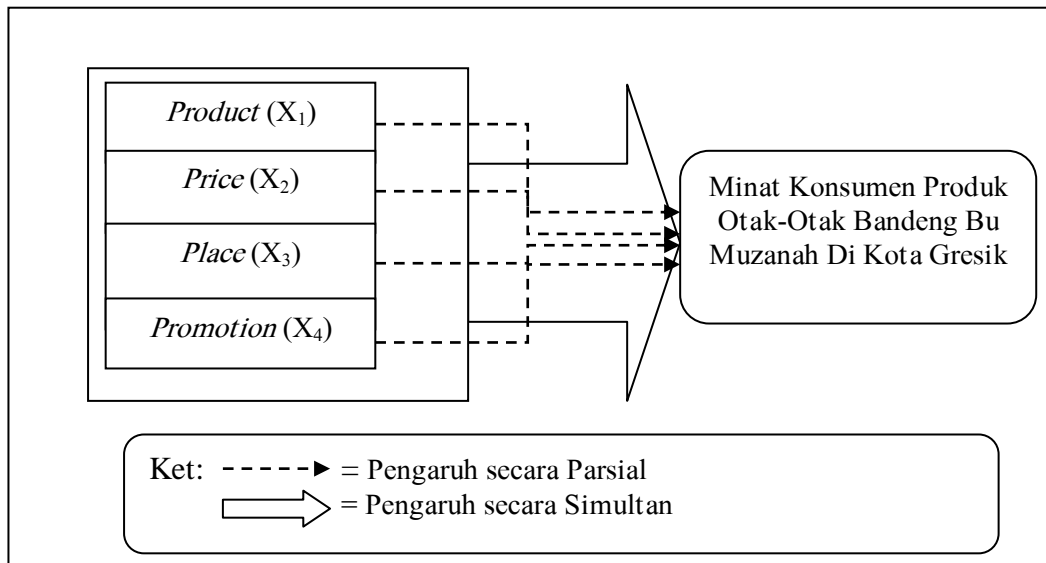 Product (X₁)
Price (X₂)
Place (X₃)
Promotion (X₄)
Minat Konsumen Produk
Otak-Otak Bandeng Bu
Muzanah Di Kota Gresik
Ket: = Pengaruh secara Parsial
= Pengaruh secara Simultan